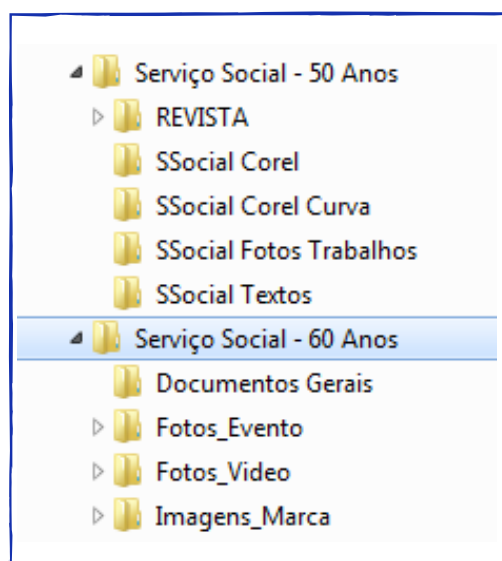 Serviço Social - 50 Anos
REVISTA
SSocial Corel
SSocial Corel Curva
SSocial Fotos Trabalhos
SSocial Textos
Serviço Social - 60 Anos
Documentos Gerais
Fotos_Evento
Fotos_Video
Imagens_Marca